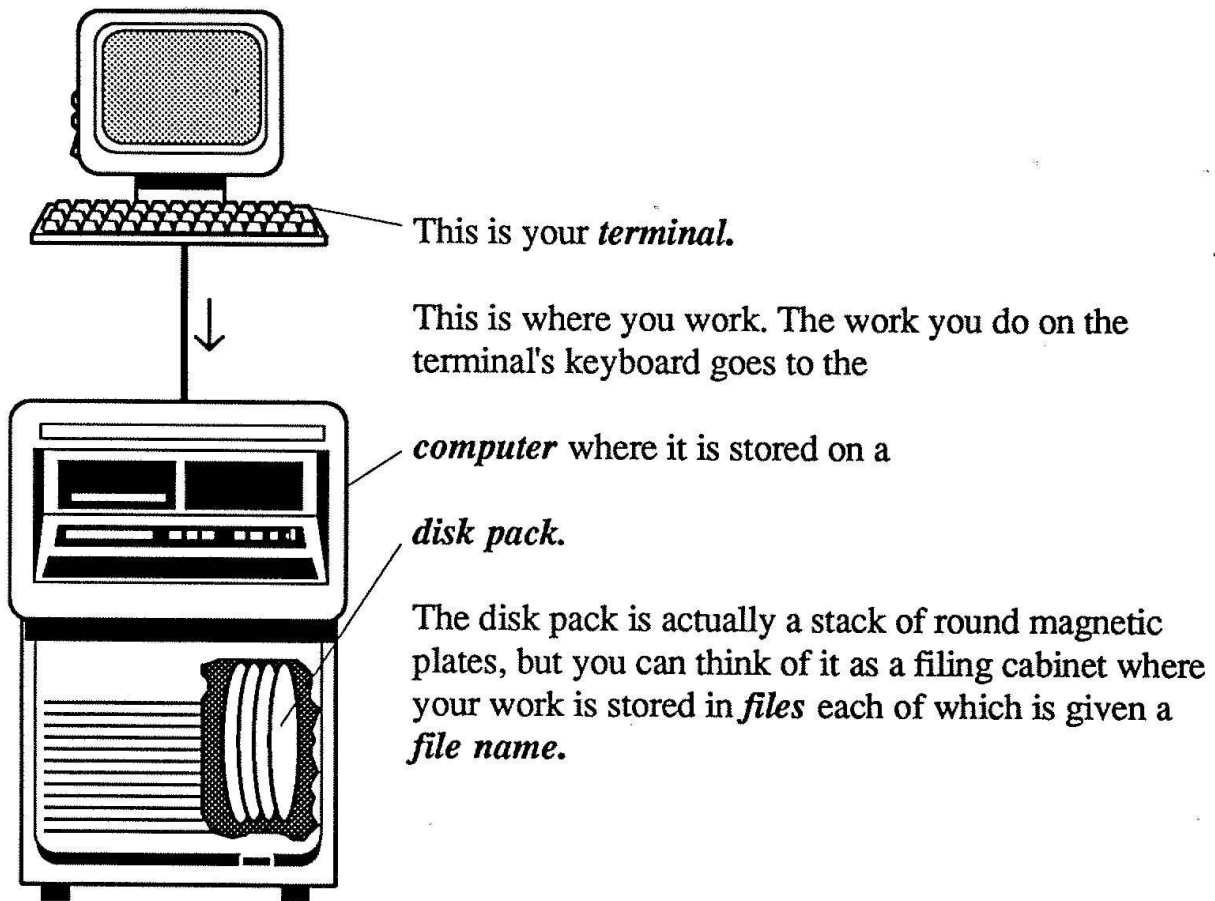 This is your terminal.
This is where you work. The work you do on the
terminal's keyboard goes to the
computer where it is stored on a
disk pack.
The disk pack is actually a stack of round magnetic
plates, but you can think of it as a filing cabinet where
your work is stored in files each of which is given a
file name.